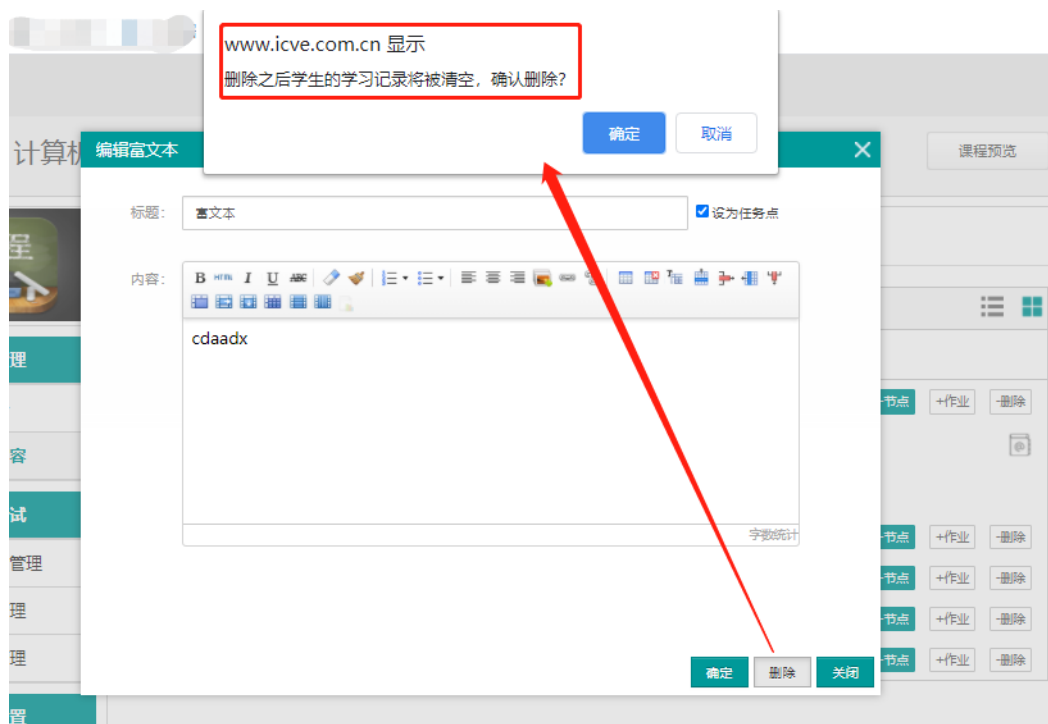 www.icve.com.cn 显示
删除之后学生的学习记录将被清空，确认删除？
确定 取消
计算机 编辑富文本 课程预览
标题： 富文本 设为任务点
程
内容： B HTML I U ABC
cdaadx
理
节点 +作业 -删除
容
试
字数统计
节点 +作业 -删除
管理
节点 +作业 -删除
理
节点 +作业 -删除
理
节点 +作业 -删除
确定 删除 关闭
置